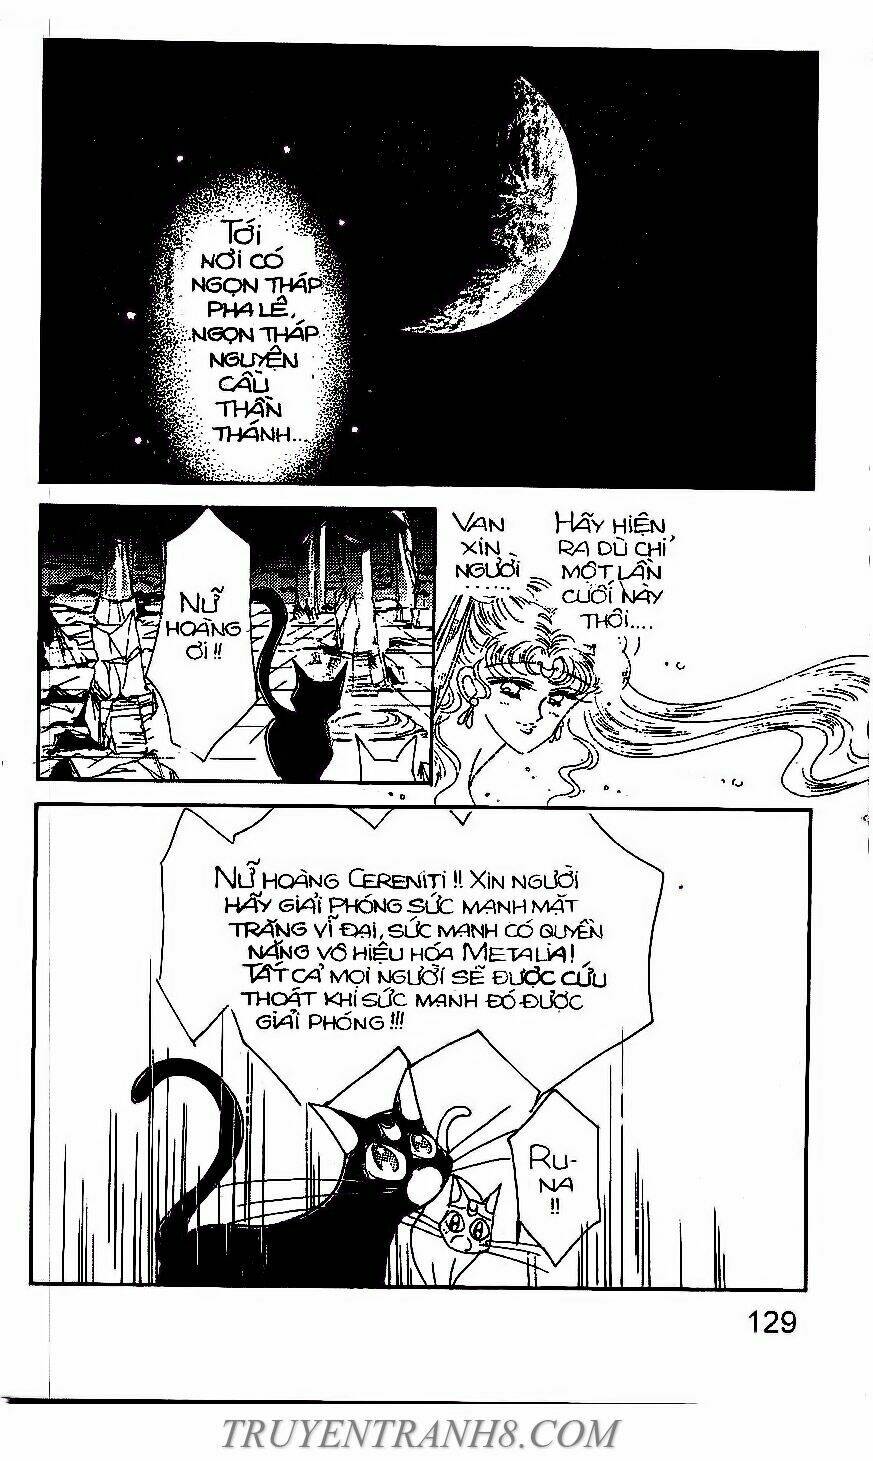 TỚI
NƠI CÓ
NGỌN THÁP
PHA LÊ,
NGỌN THÁP
NGUYỆN
CẦU
THẦN
THÁNH...
NỮ
HOÀNG
ƠI!!
VAN
XIN
NGƯỜI
......
HÃY HIỆN
RA DÙ CHỈ
MỘT LẦN
CUỐI NÀY
THÔI....
NỮ HOÀNG CERENITI!! XIN NGƯỜI
HÃY GIẢI PHÓNG SỨC MẠNH MẶT
TRĂNG VĨ ĐẠI, SỨC MẠNH CÓ QUYỀN
NĂNG VÔ HIỆU HÓA METALIA!
TẤT CẢ MỌI NGƯỜI SẼ ĐƯỢC CỨU
THOÁT KHI SỨC MẠNH ĐÓ ĐƯỢC
GIẢI PHÓNG!!!
RU-
NA
!!
129
TRUYENTRANH8.COM